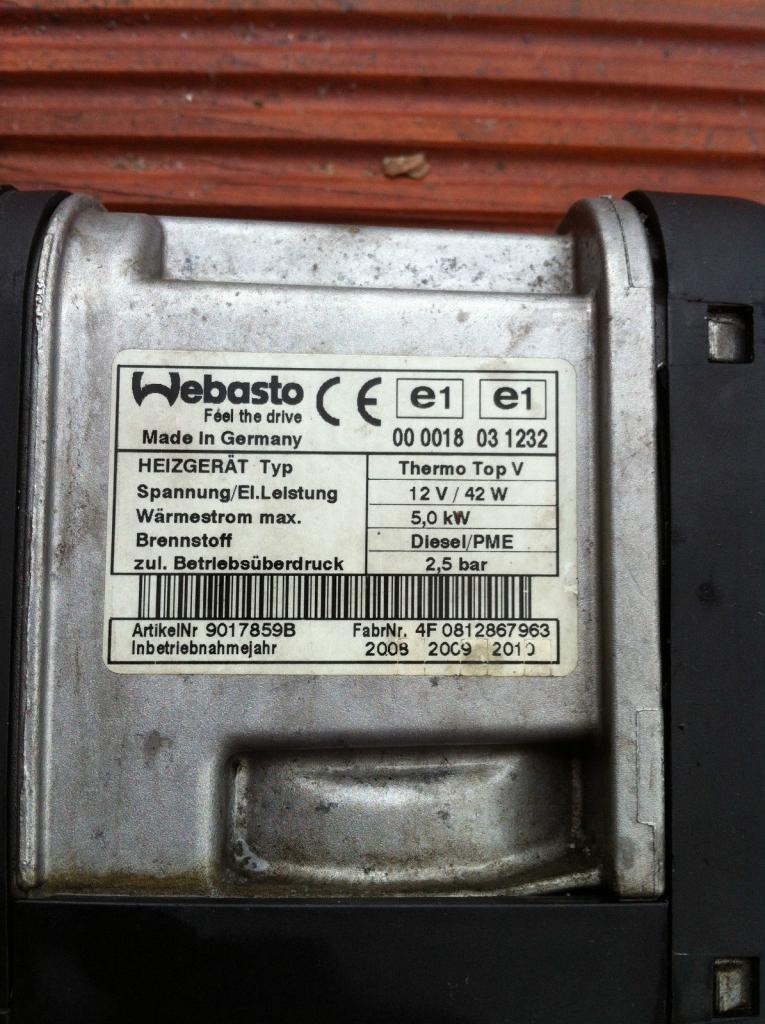 Webasto
Feel the drive
Made in Germany
CE
e1 e1
00 0018 03 1232
HEIZGERÄT Typ Thermo Top V
Spannung/El.Leistung 12 V / 42 W
Wärmestrom max. 5,0 kW
Brennstoff Diesel/PME
zul. Betriebsüberdruck 2,5 bar
ArtikelNr 9017859B FabrNr. 4F 0812867963
Inbetriebnahmejahr 2008 2009 2010